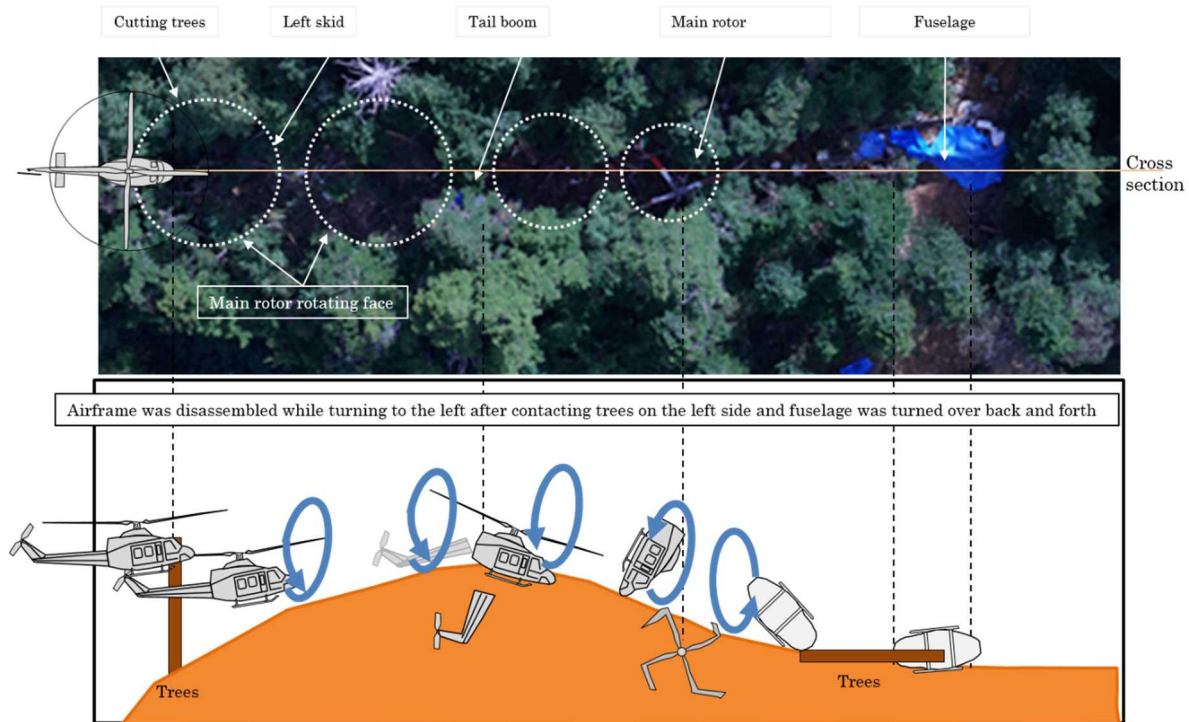 Cutting trees
Left skid
Tail boom
Main rotor
Fuselage
Cross
section
Main rotor rotating face
Airframe was disassembled while turning to the left after contacting trees on the left side and fuselage was turned over back and forth
Trees
Trees